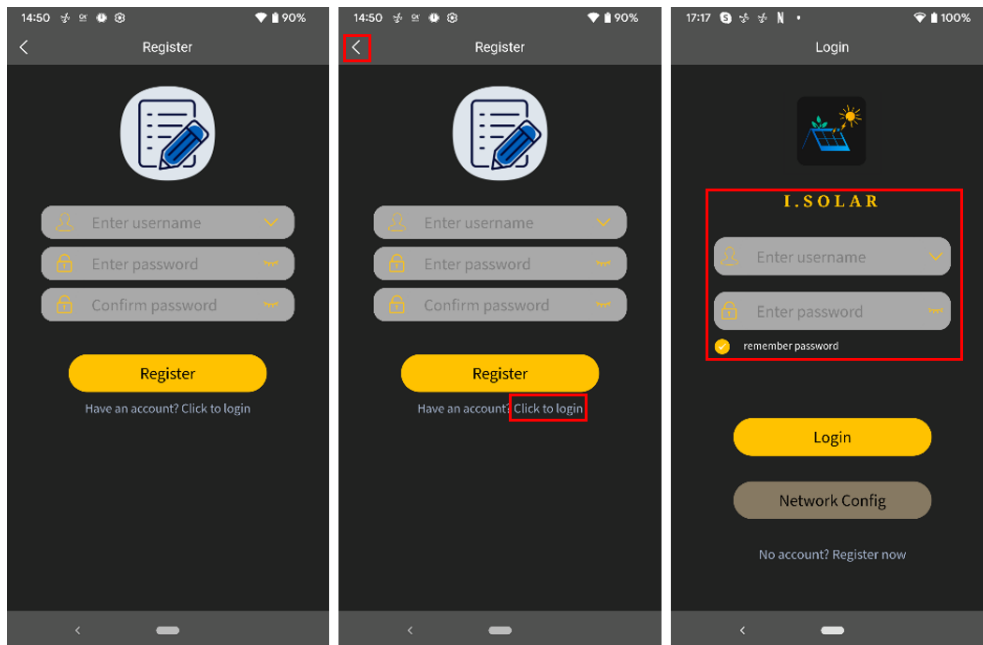 14:50
90%
Register
Enter username
Enter password
Confirm password
Register
Have an account? Click to login
14:50
90%
Register
Enter username
Enter password
Confirm password
Register
Have an account? Click to login
17:17
100%
Login
I.SOLAR
Enter username
Enter password
remember password
Login
Network Config
No account? Register now